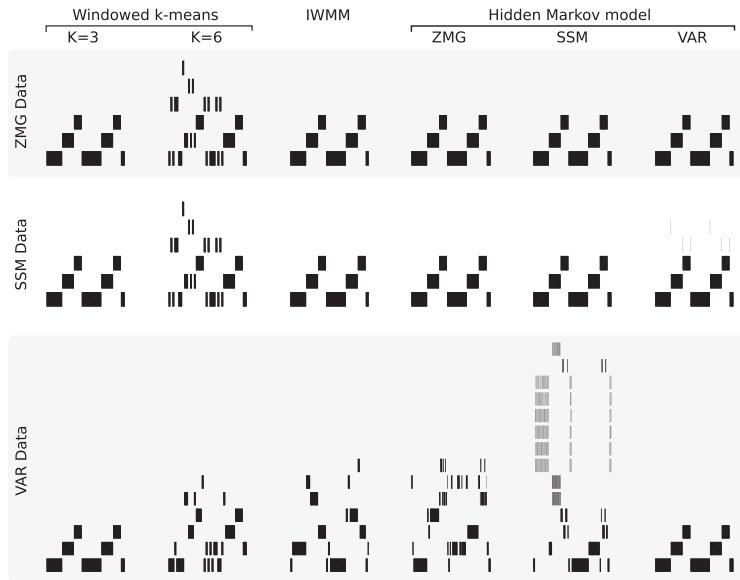 Windowed k-means IWMM Hidden Markov model
K=3 K=6 ZMG SSM VAR
ZMG Data
SSM Data
VAR Data